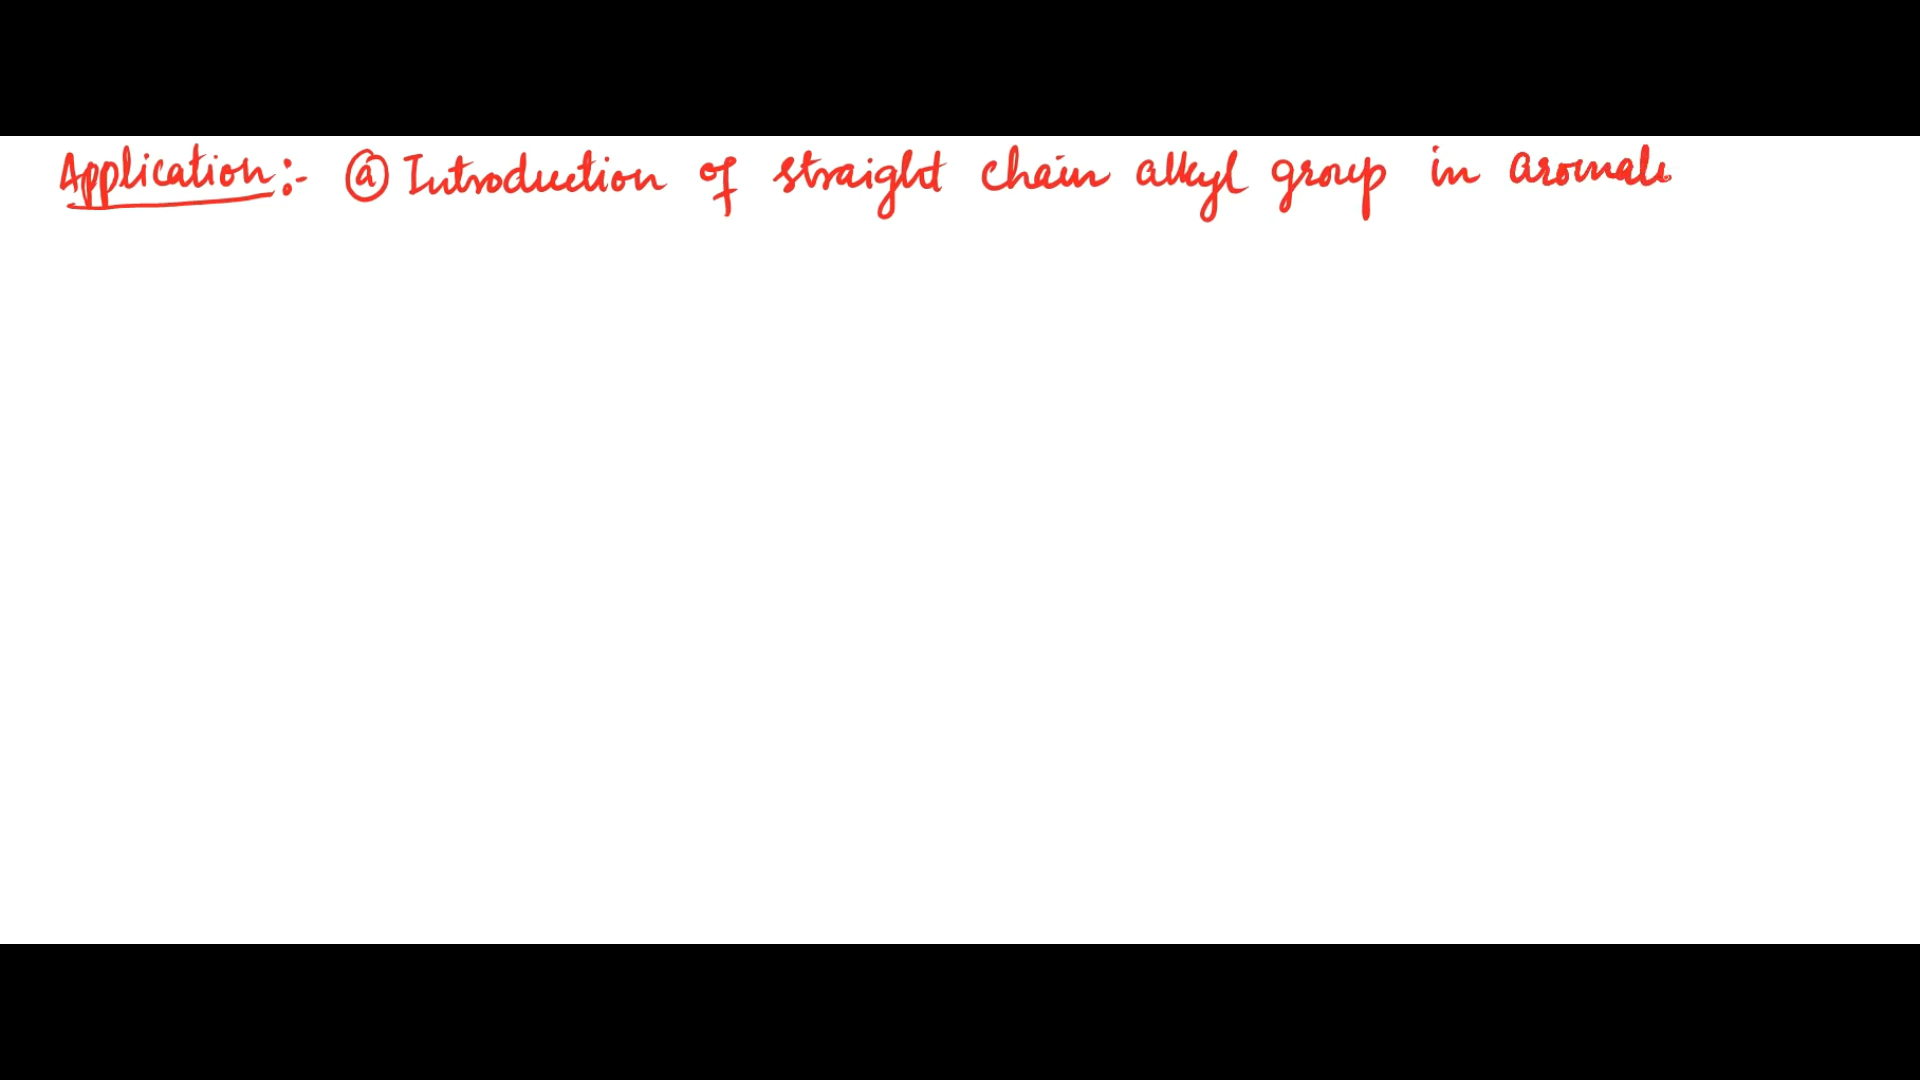 Application:- ⓐ Introduction of straight chain alkyl group in aromatic